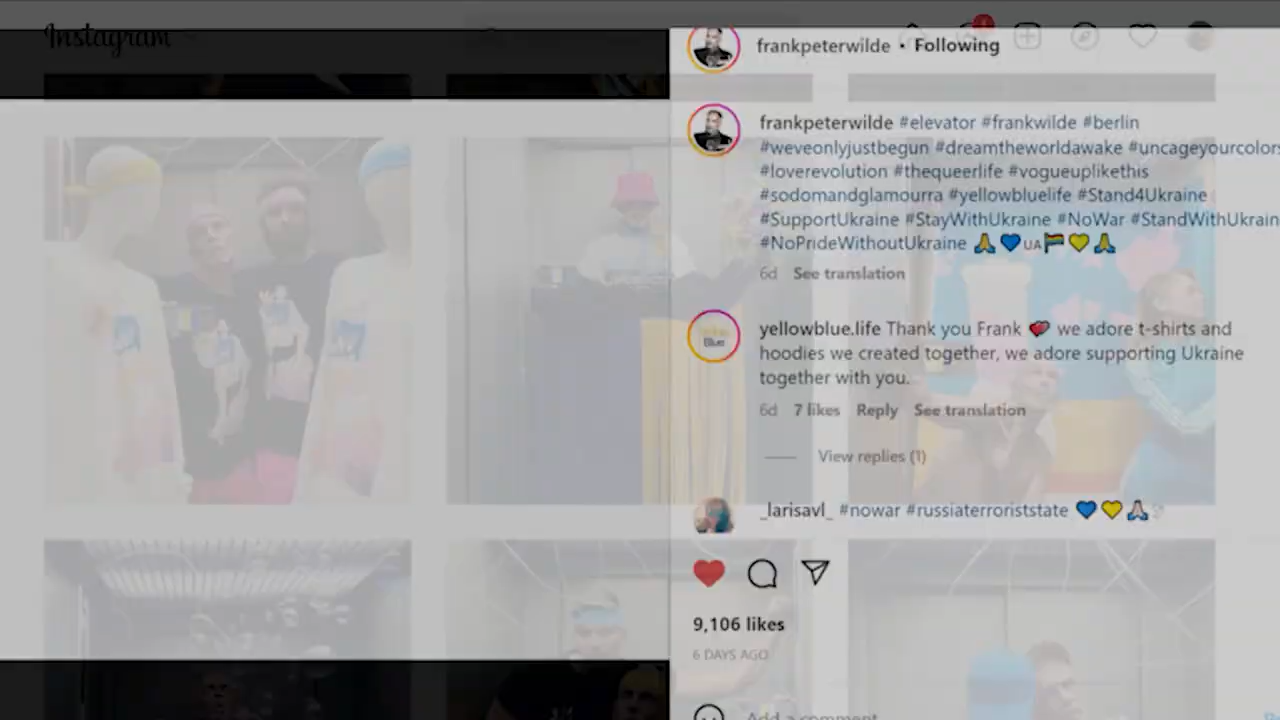 Instagram
frankpeterwilde • Following
frankpeterwilde #elevator #frankwilde #berlin
#weveonlyjustbegun #dreamtheworldawake #uncageyourcolors
#loverevolution #thequeerlife #vogueuplikethis
#sodomandglamourra #yellowbluelife #Stand4Ukraine
#SupportUkraine #StayWithUkraine #NoWar #StandWithUkrain
#NoPrideWithoutUkraine 🙏💙UA🏳️‍🌈💛🙏
6d See translation
yellowblue.life Thank you Frank 💕 we adore t-shirts and
Blue
hoodies we created together, we adore supporting Ukraine
together with you.
6d 7 likes Reply See translation
View replies (1)
_larisavl_ #nowar #russiaterroriststate 💙💛🙏🕊
9,106 likes
6 DAYS AGO
Add a comment